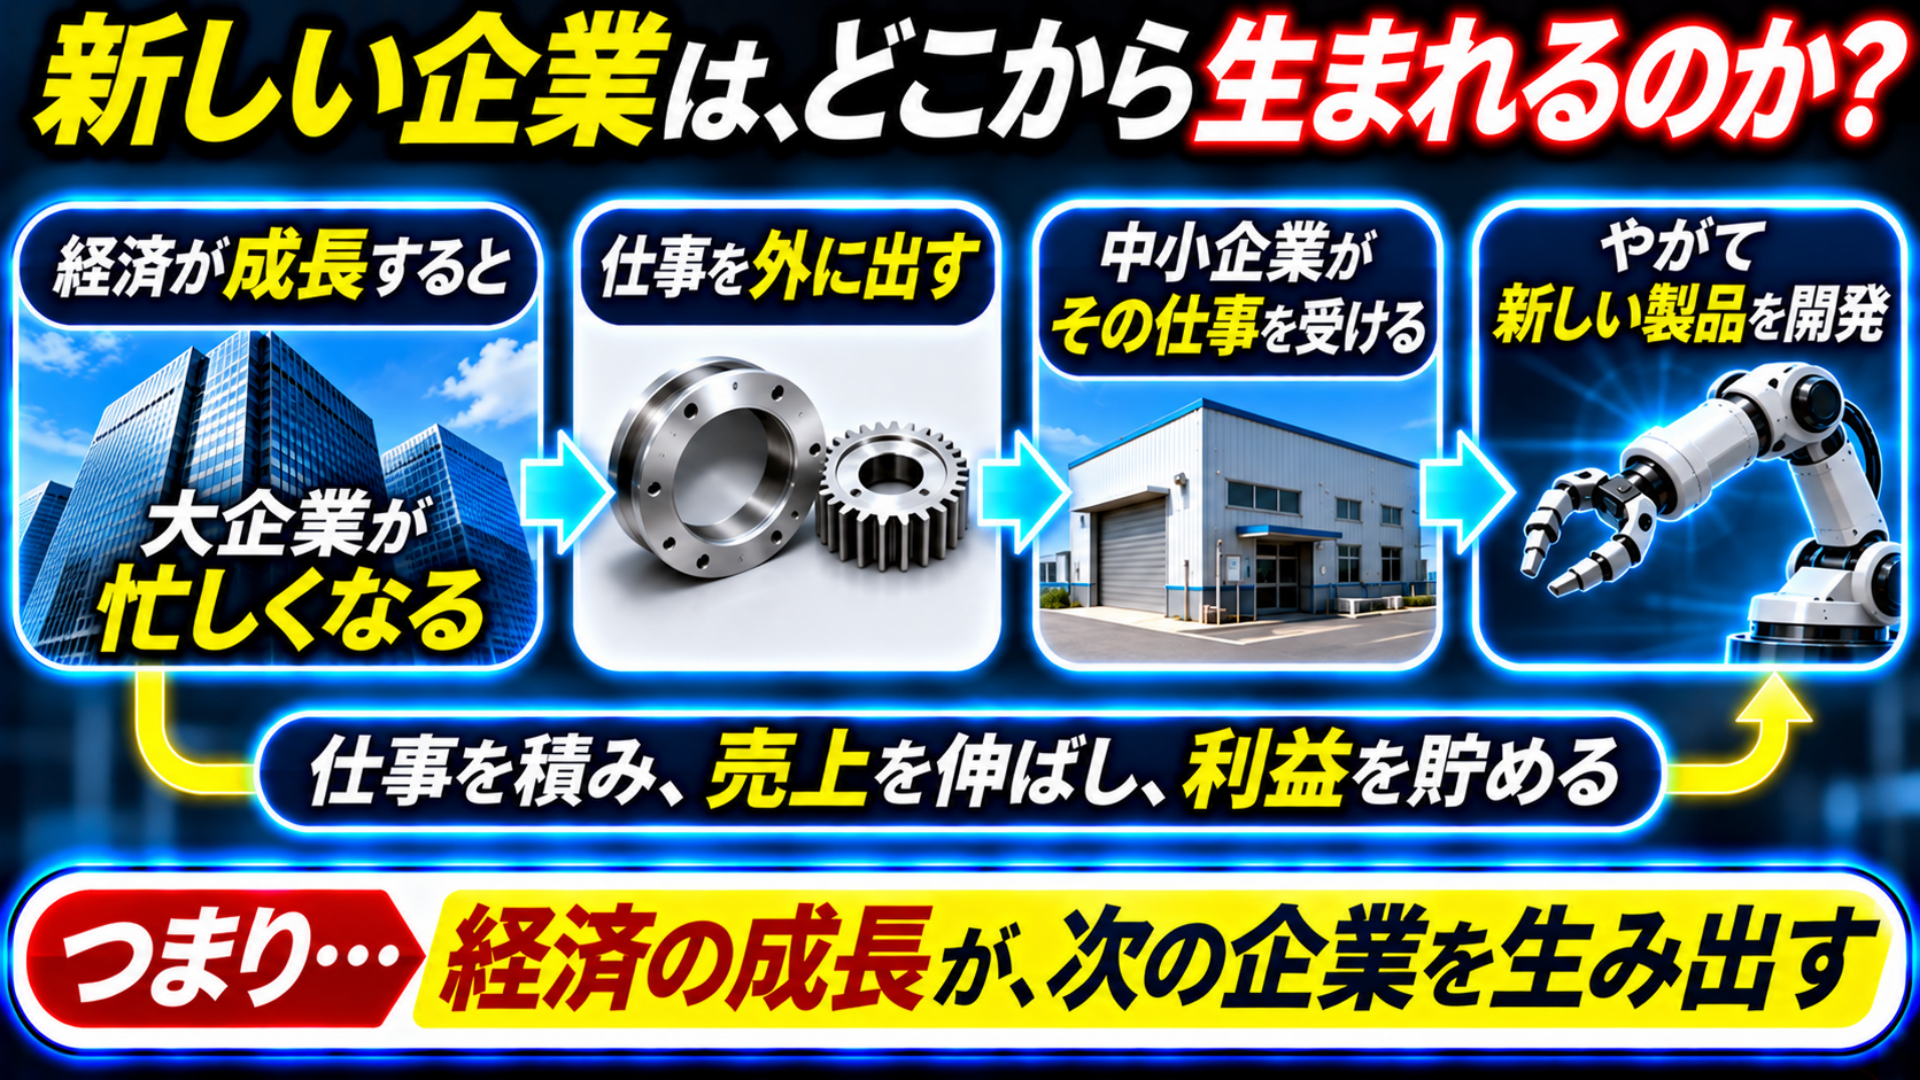 新しい企業は、どこから生まれるのか?
経済が成長すると
大企業が
忙しくなる
仕事を外に出す
中小企業が
その仕事を受ける
やがて
新しい製品を開発
仕事を積み、売上を伸ばし、利益を貯める
つまり…
経済の成長が、次の企業を生み出す